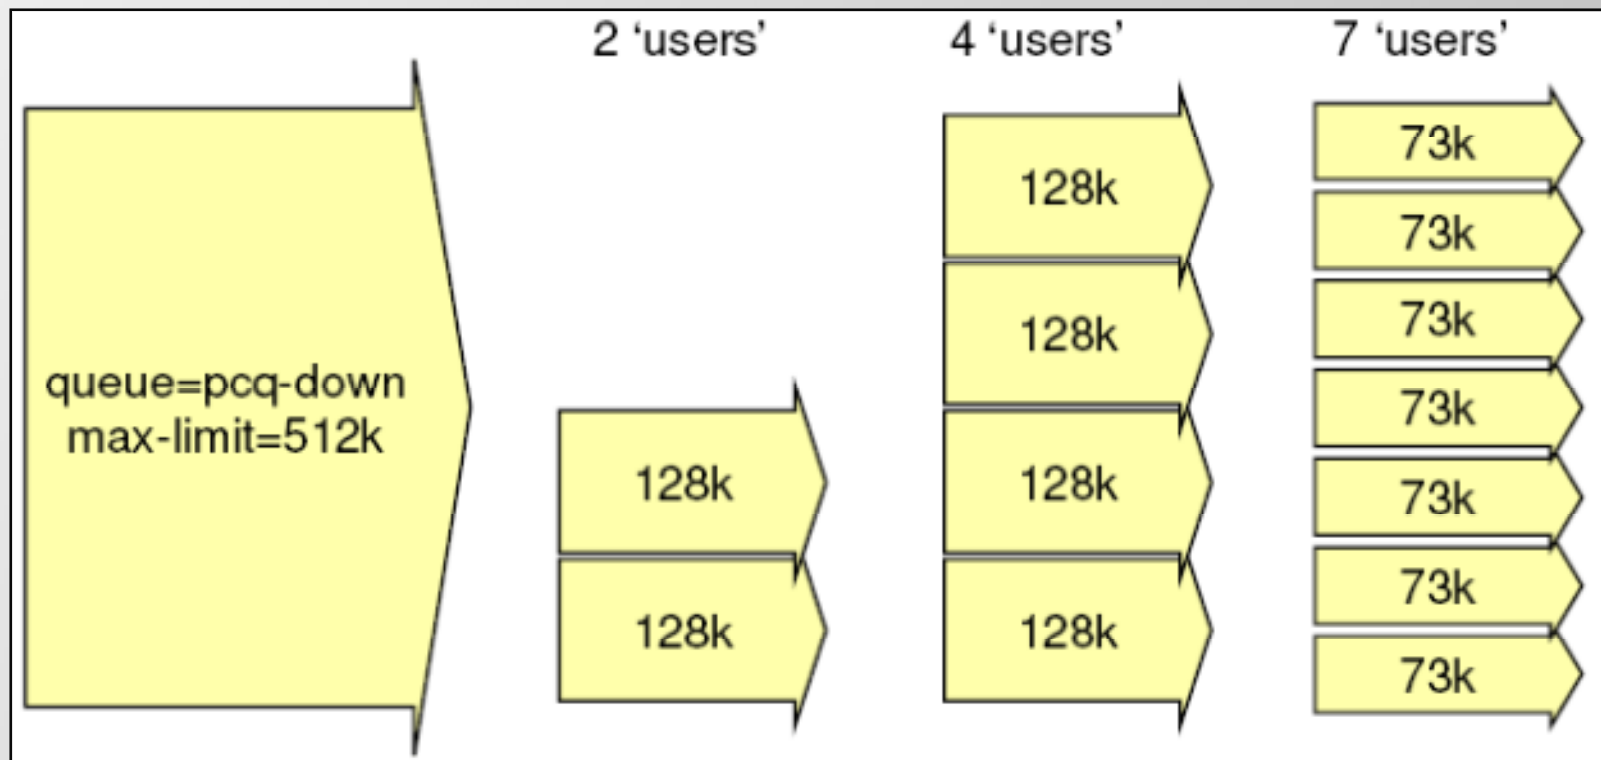 2 ‘users’
4 ‘users’
7 ‘users’
queue=pcq-down
max-limit=512k
128k
128k
128k
128k
128k
128k
73k
73k
73k
73k
73k
73k
73k